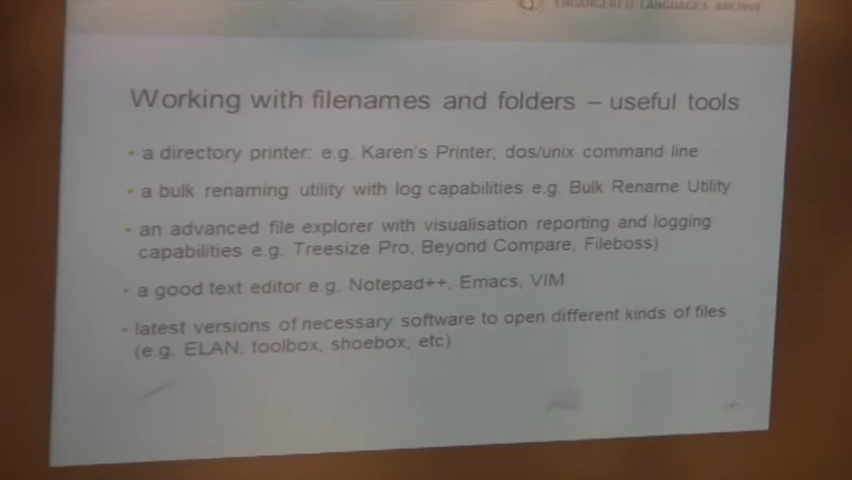 ENDANGERED LANGUAGES ARCHIVE
Working with filenames and folders – useful tools
• a directory printer: e.g. Karen's Printer, dos/unix command line
• a bulk renaming utility with log capabilities e.g. Bulk Rename Utility
• an advanced file explorer with visualisation reporting and logging
capabilities e.g. Treesize Pro, Beyond Compare, Fileboss)
• a good text editor e.g. Notepad++, Emacs, VIM
• latest versions of necessary software to open different kinds of files
(e.g. ELAN, toolbox, shoebox, etc)